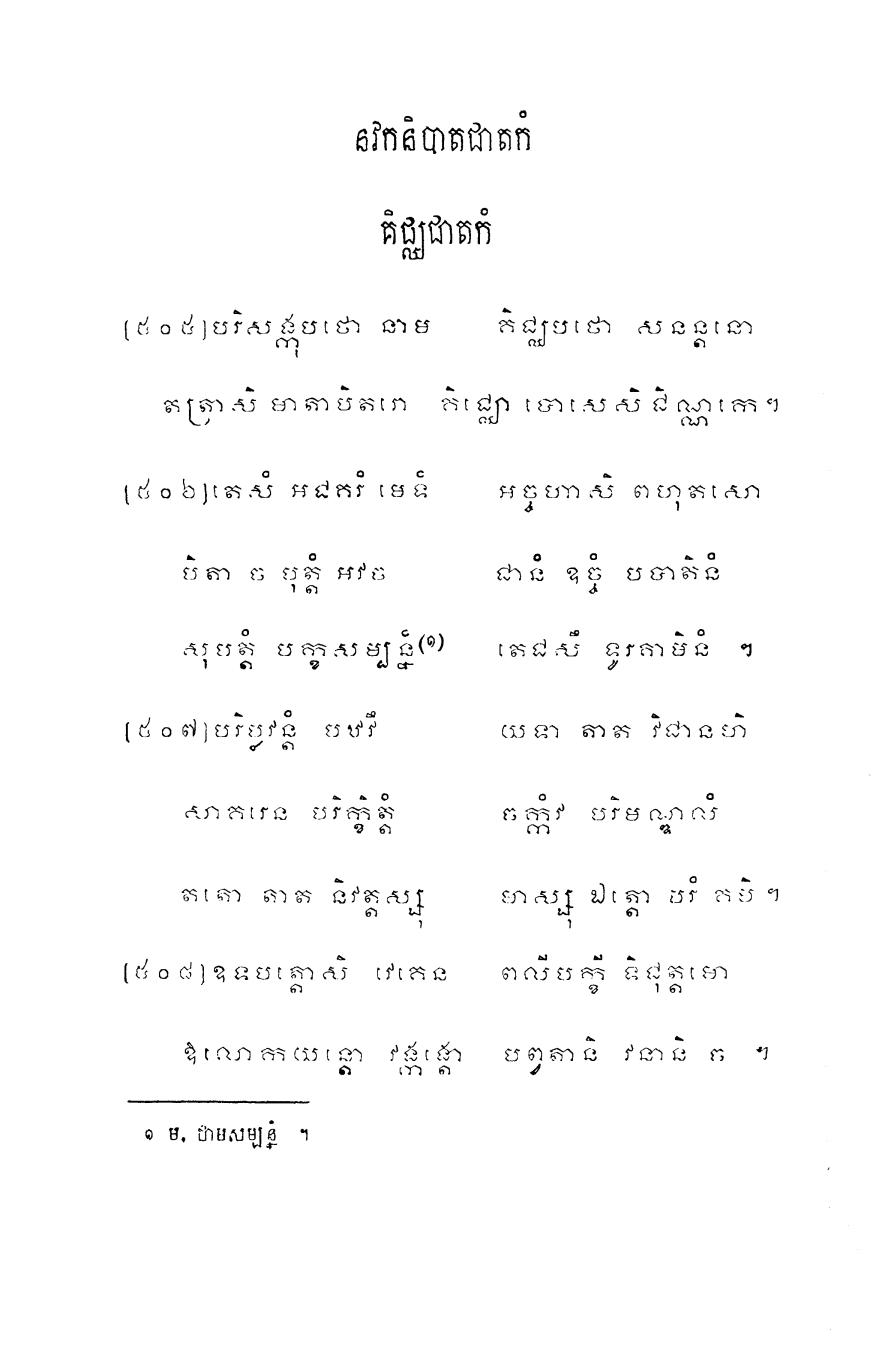 នវកនិបាតជាតកំ
គិជ្ឈជាតកំ
[៥០៥]បរិសង្កុបថោ នាម គិជ្ឈបថោ សនន្តនោ
តត្រាសិ មាតាបិតរោ គិជ្ឈោ បោសេសិ ជិណ្ណកេ។
[៥០៦]តេសំ អជគរំ មេទំ អច្ចហាសិ ពហុតសោ
បិតា ច បុត្តំ អវច ជានំ ឧច្ចំ បបាតិនំ
សុបត្តំ បក្ខសម្បន្នំ(១) តេជសឹ ទូរគាមិនំ ។
[៥០៧]បរិប្លវន្តំ បឋវឹ យទា តាត វិជានហិ
សាគរេន បរិក្ខិត្តំ ចក្កំវ បរិមណ្ឌលំ
តតោ តាត និវត្តស្សុ មាស្សុ ឯត្តោ បរំ គមិ។
[៥០៨]ឧទបត្តោសិ វេគេន ពលីបក្ខី ទិជុត្តមោ
ឱលោកយន្តោ វង្កង្គោ បព្វតានិ វនានិ ច ។
១ ម. ថាមសម្បន្នំ ។